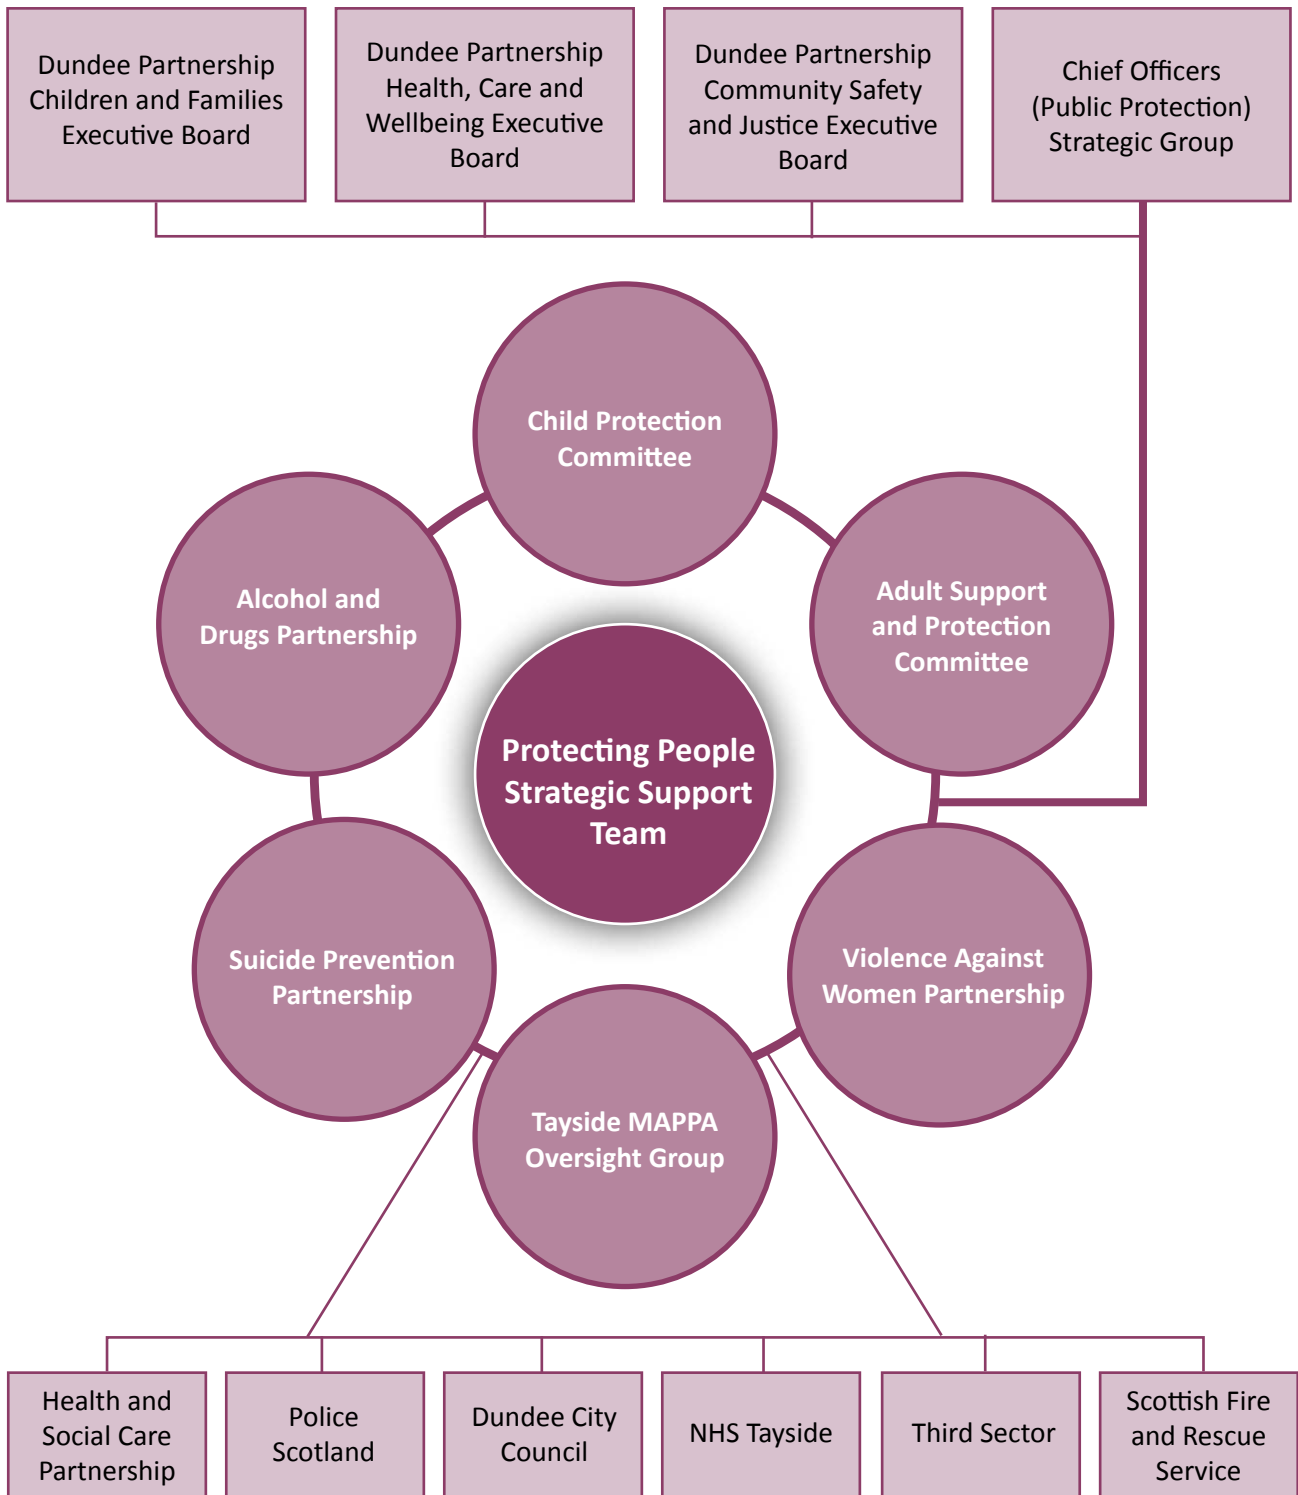 Dundee Partnership
Children and Families
Executive Board
Dundee Partnership
Health, Care and
Wellbeing Executive
Board
Dundee Partnership
Community Safety
and Justice Executive
Board
Chief Officers
(Public Protection)
Strategic Group
Child Protection
Committee
Alcohol and
Drugs Partnership
Adult Support
and Protection
Committee
Protecting People
Strategic Support
Team
Suicide Prevention
Partnership
Violence Against
Women Partnership
Tayside MAPPA
Oversight Group
Health and
Social Care
Partnership
Police
Scotland
Dundee City
Council
NHS Tayside
Third Sector
Scottish Fire
and Rescue
Service